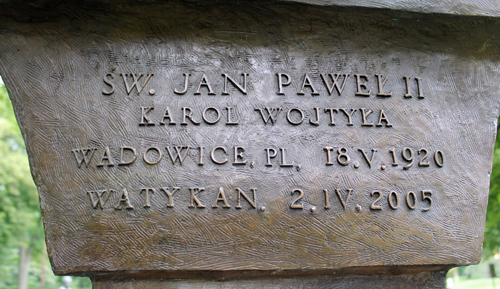 ŚW. JAN PAWEŁ II
KAROL WOJTYŁA
WADOWICE, PL, 18.V.1920
WATYKAN, 2.IV.2005